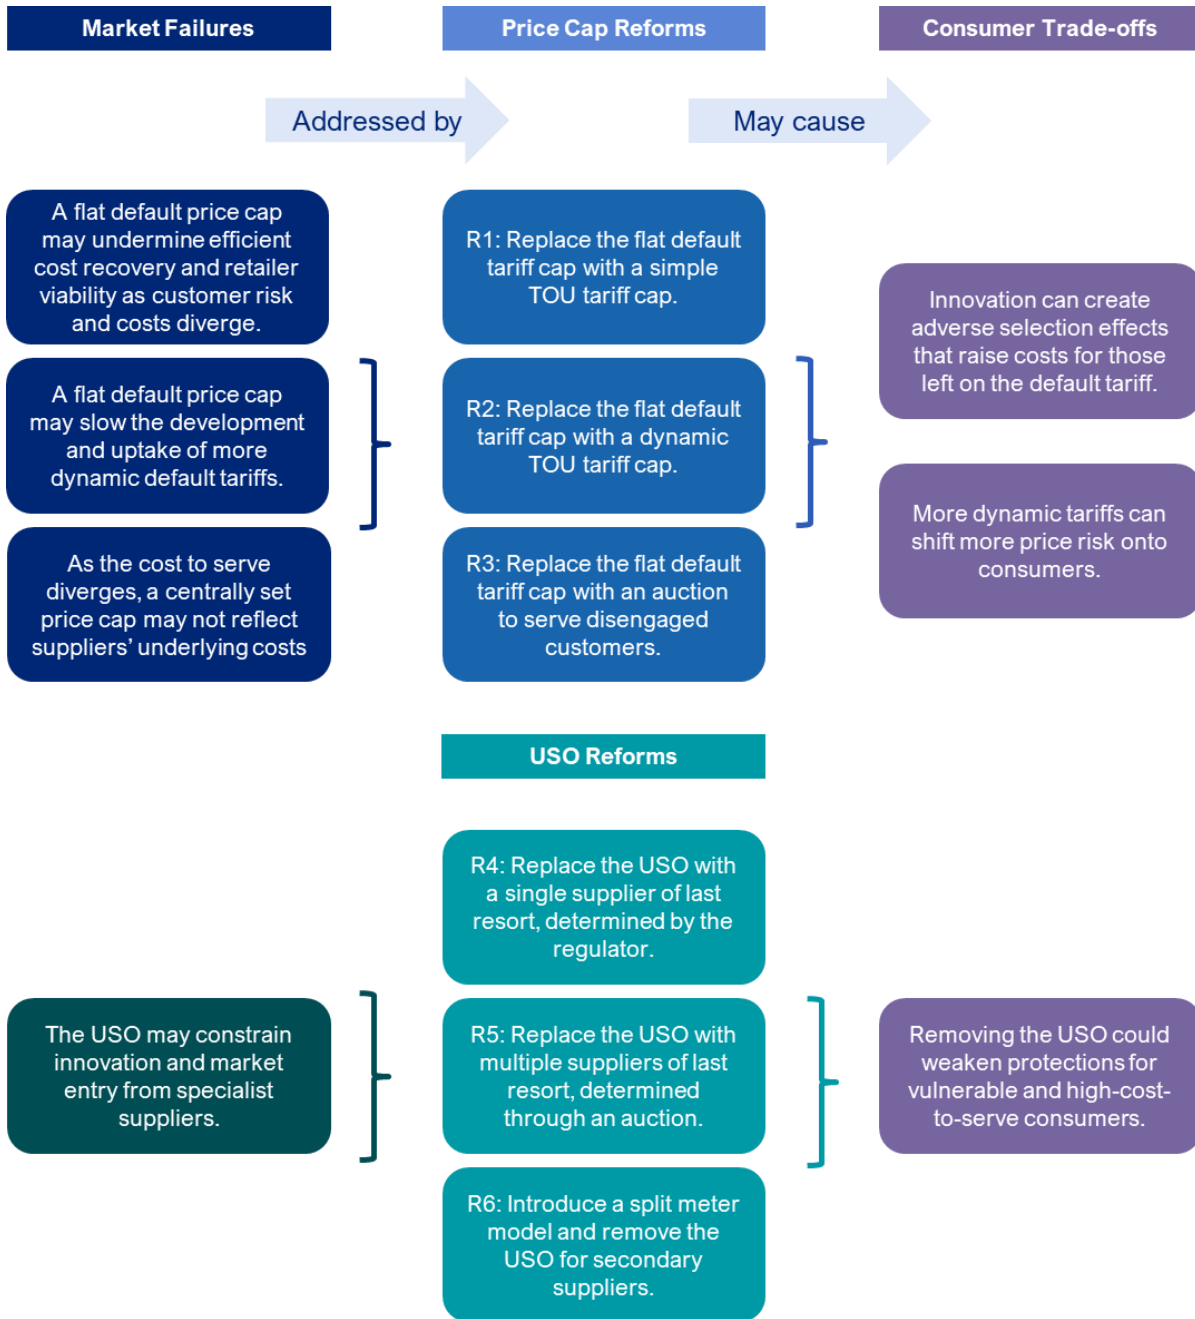 Market Failures
Price Cap Reforms
Consumer Trade-offs
Addressed by
May cause
A flat default price cap
may undermine efficient
cost recovery and retailer
viability as customer risk
and costs diverge.
A flat default price cap
may slow the development
and uptake of more
dynamic default tariffs.
As the cost to serve
diverges, a centrally set
price cap may not reflect
suppliers’ underlying costs
R1: Replace the flat default
tariff cap with a simple
TOU tariff cap.
R2: Replace the flat default
tariff cap with a dynamic
TOU tariff cap.
R3: Replace the flat default
tariff cap with an auction
to serve disengaged
customers.
Innovation can create
adverse selection effects
that raise costs for those
left on the default tariff.
More dynamic tariffs can
shift more price risk onto
consumers.
USO Reforms
The USO may constrain
innovation and market
entry from specialist
suppliers.
R4: Replace the USO with
a single supplier of last
resort, determined by the
regulator.
R5: Replace the USO with
multiple suppliers of last
resort, determined
through an auction.
R6: Introduce a split meter
model and remove the
USO for secondary
suppliers.
Removing the USO could
weaken protections for
vulnerable and high-cost-
to-serve consumers.